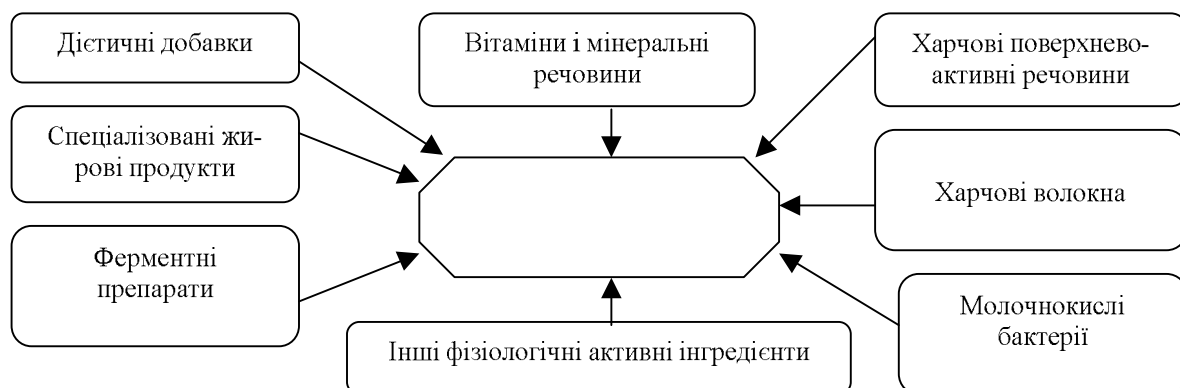 Дієтичні добавки
Вітаміни і мінеральні
речовини
Харчові поверхнево-
активні речовини
Спеціалізовані жи-
рові продукти
Харчові волокна
Ферментні
препарати
Молочнокислі
бактерії
Інші фізіологічні активні інгредієнти